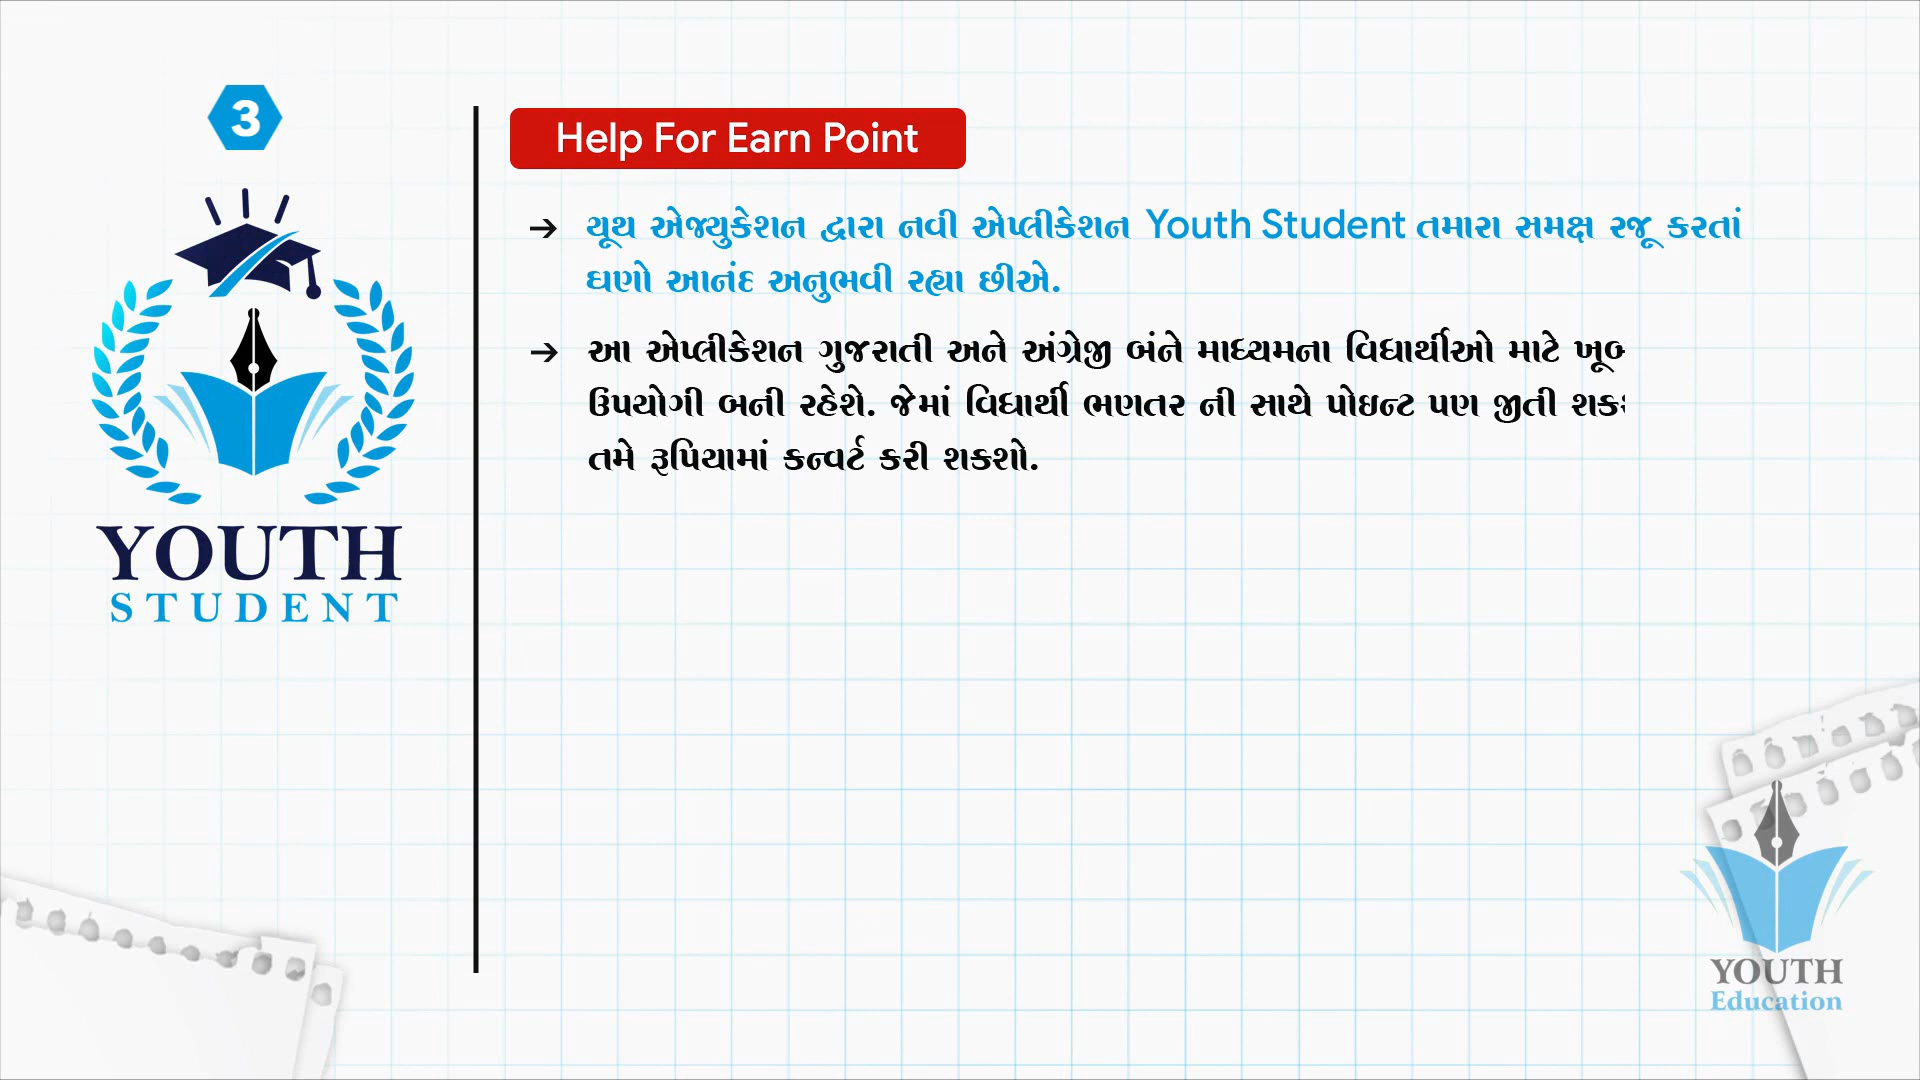 3
Help For Earn Point
→ યૂથ એજ્યુકેશન દ્વારા નવી એપ્લીકેશન Youth Student તમારા સમક્ષ રજૂ કરતાં
ઘણો આનંદ અનુભવી રહ્યા છીએ.
→ આ એપ્લીકેશન ગુજરાતી અને અંગ્રેજી બંને માધ્યમના વિદ્યાર્થીઓ માટે
ઉપયોગી બની રહેશે. જેમાં વિદ્યાર્થી ભણતર ની સાથે પોઇન્ટ પણ જીતી
તમે રૂપિયામાં કન્વર્ટ કરી શકશો.
YOUTH
STUDENT
YOUTH
Education